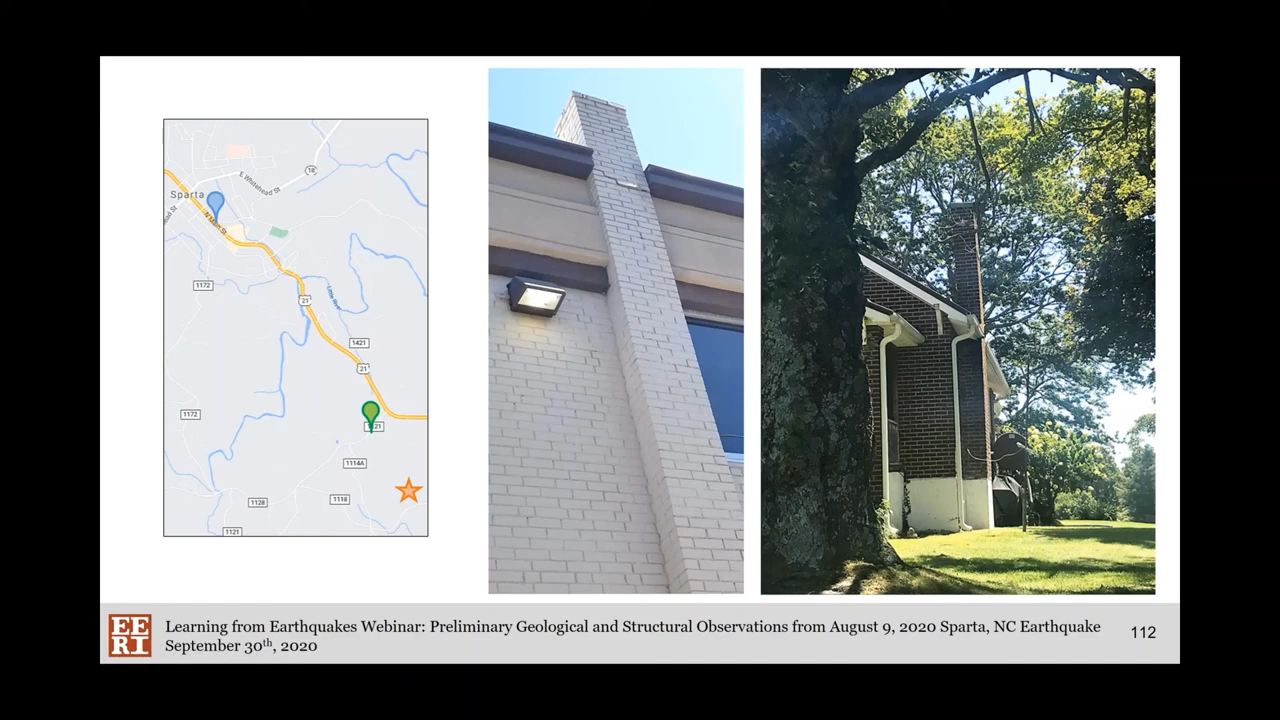 18
E Whitehead St
Sparta
N Main St
1172
21
Little River
1421
21
1172
1114A
1128
1118
1121
EE
RI
Learning from Earthquakes Webinar: Preliminary Geological and Structural Observations from August 9, 2020 Sparta, NC Earthquake
September 30th, 2020
112